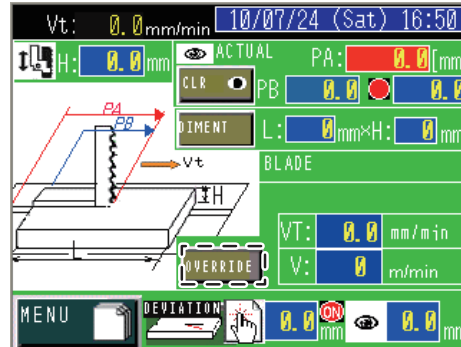 Vt: 0.0 mm/min 10/07/24 (Sat) 16:50
H: 0.0 mm ACTUAL PA: 0.0 [mm
CLR PB 0.0 0.0
DIMENT L: 0 mm×H: 0 mm
PA
PB
Vt
BLADE
H
L
VT: 0.0 mm/min
OVERRIDE V: 0 m/min
MENU DEVIATION 0.0 mm ON 0.0 mm